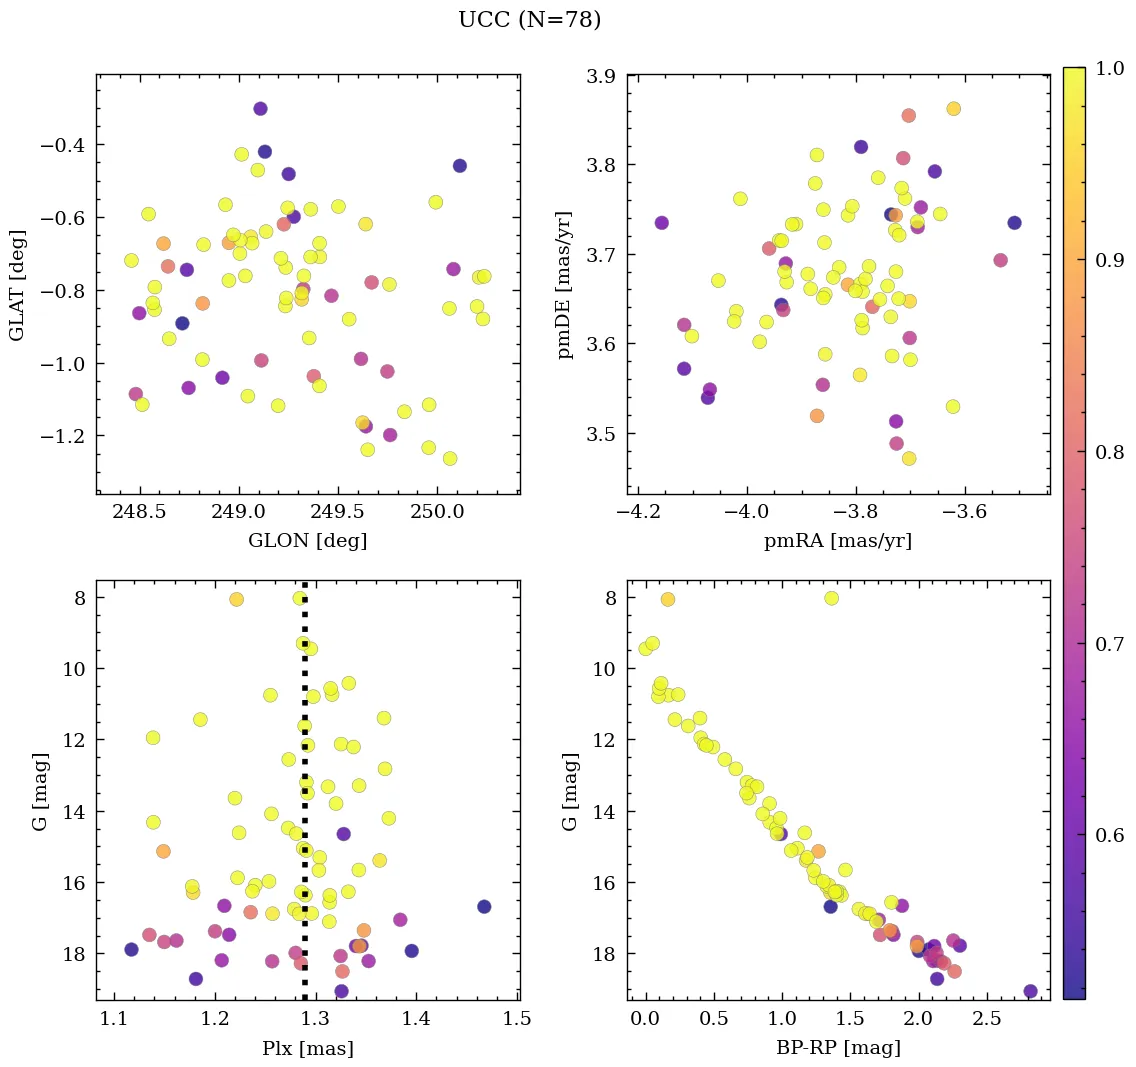 UCC (N=78)
−0.4
−0.6
−0.8
−1.0
−1.2
GLAT [deg]
248.5 249.0 249.5 250.0
GLON [deg]
3.9
3.8
3.7
3.6
3.5
pmDE [mas/yr]
−4.2 −4.0 −3.8 −3.6
pmRA [mas/yr]
1.0
0.9
0.8
0.7
0.6
8
10
12
14
16
18
G [mag]
1.1 1.2 1.3 1.4 1.5
Plx [mas]
8
10
12
14
16
18
G [mag]
0.0 0.5 1.0 1.5 2.0 2.5
BP-RP [mag]